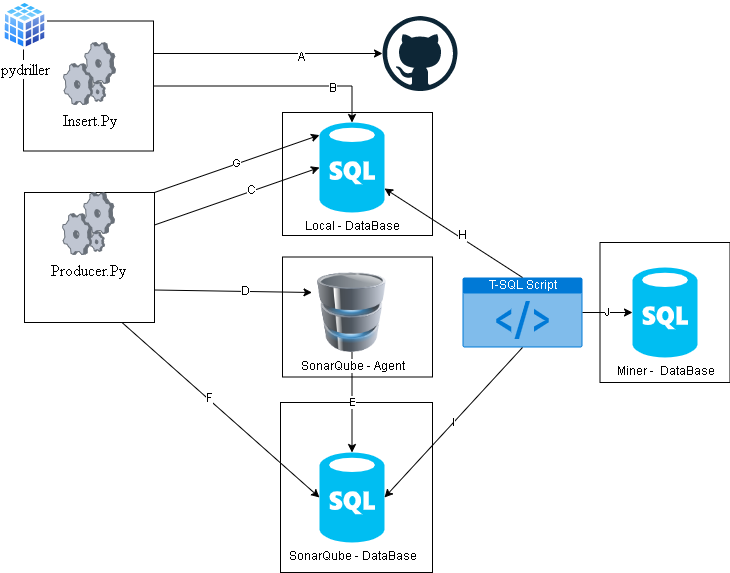 pydriller
Insert.Py
A
B
SQL
Local - DataBase
G
C
Producer.Py
D
H
T-SQL Script
</>
J
SQL
Miner - DataBase
SonarQube - Agent
F
E
I
SQL
SonarQube - DataBase